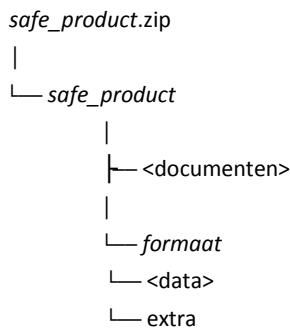 safe_product.zip
|
└── safe_product
|
├── <documenten>
|
└── formaat
└── <data>
└── extra